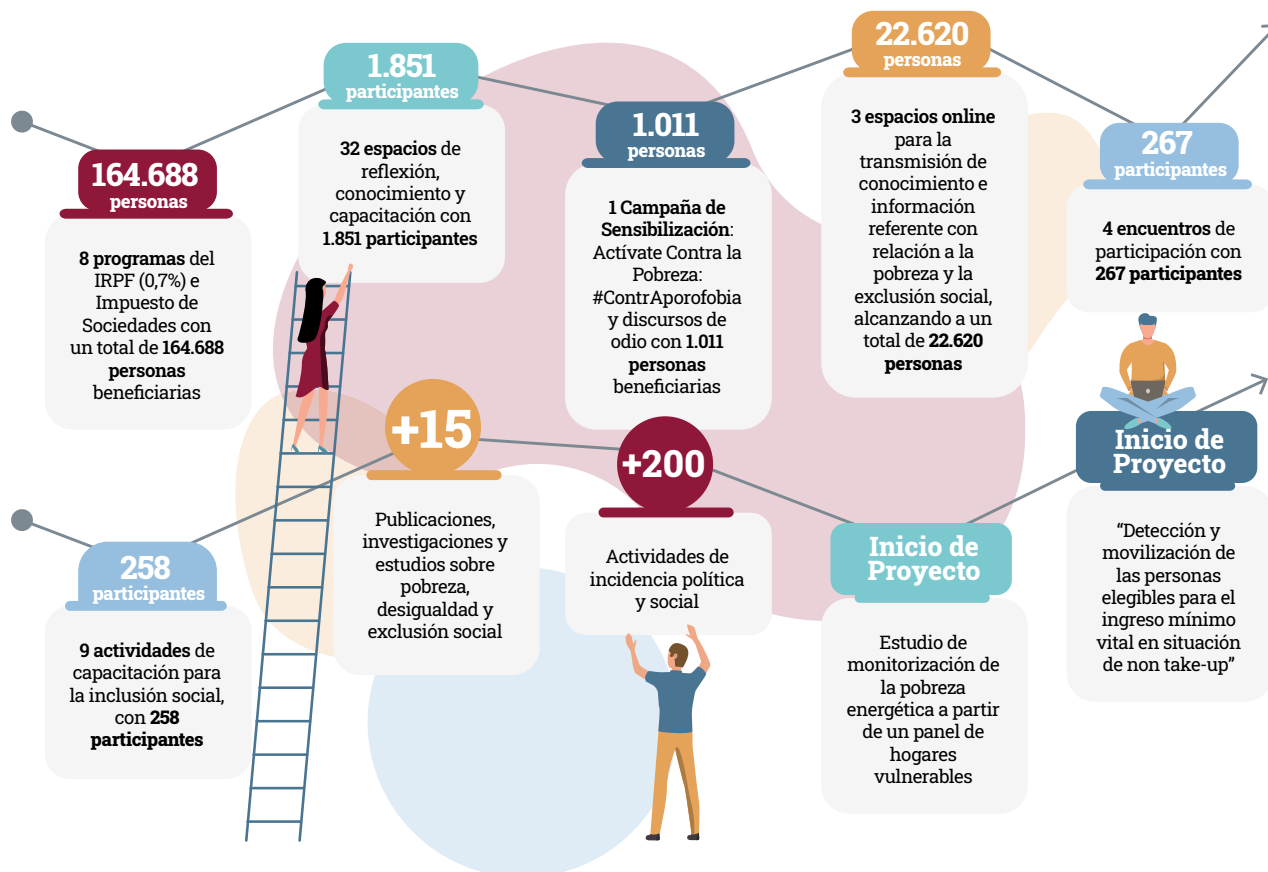 164.688
personas
8 programas del
IRPF (0,7%) e
Impuesto de
Sociedades con
un total de 164.688
personas
beneficiarias
1.851
participantes
32 espacios de
reflexión,
conocimiento y
capacitación con
1.851 participantes
1.011
personas
1 Campaña de
Sensibilización:
Actívate Contra la
Pobreza:
#ContrAporofobia
y discursos de
odio con 1.011
personas
beneficiarias
22.620
personas
3 espacios online
para la
transmisión de
conocimiento e
información
referente con
relación a la
pobreza y la
exclusión social,
alcanzando a un
total de 22.620
personas
267
participantes
4 encuentros de
participación con
267 participantes
258
participantes
9 actividades de
capacitación para
la inclusión social,
con 258
participantes
+15
Publicaciones,
investigaciones y
estudios sobre
pobreza,
desigualdad y
exclusión social
+200
Actividades de
incidencia política
y social
Inicio de
Proyecto
Estudio de
monitorización de
la pobreza
energética a partir
de un panel de
hogares
vulnerables
Inicio de
Proyecto
“Detección y
movilización de
las personas
elegibles para el
ingreso mínimo
vital en situación
de non take-up”